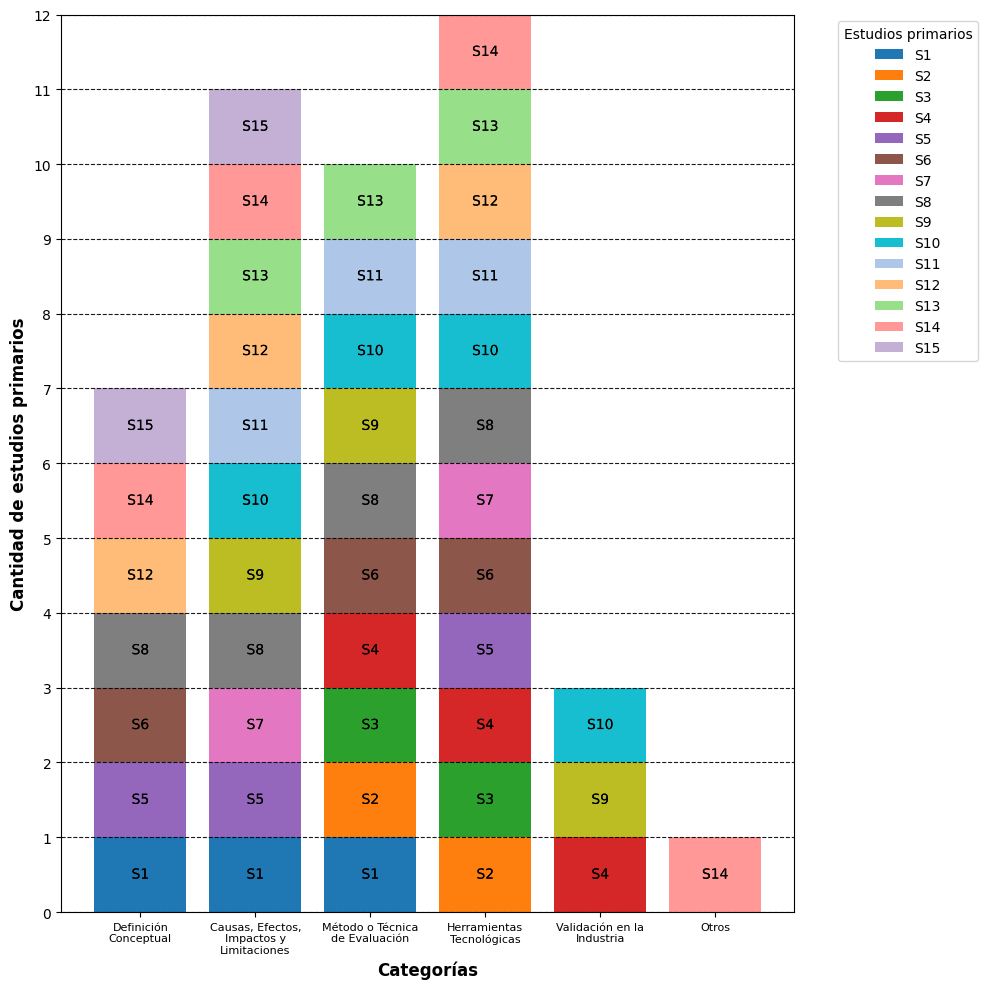 12
11
10
9
8
7
6
5
4
3
2
1
0
Cantidad de estudios primarios
S15
S14
S12
S8
S6
S5
S1
S15
S14
S13
S12
S11
S10
S9
S8
S7
S5
S1
S13
S11
S10
S9
S8
S6
S4
S3
S2
S1
S14
S13
S12
S11
S10
S8
S7
S6
S5
S4
S3
S2
S10
S9
S4
S14
Definición
Conceptual
Causas, Efectos,
Impactos y
Limitaciones
Método o Técnica
de Evaluación
Herramientas
Tecnológicas
Validación en la
Industria
Otros
Categorías
Estudios primarios
S1
S2
S3
S4
S5
S6
S7
S8
S9
S10
S11
S12
S13
S14
S15